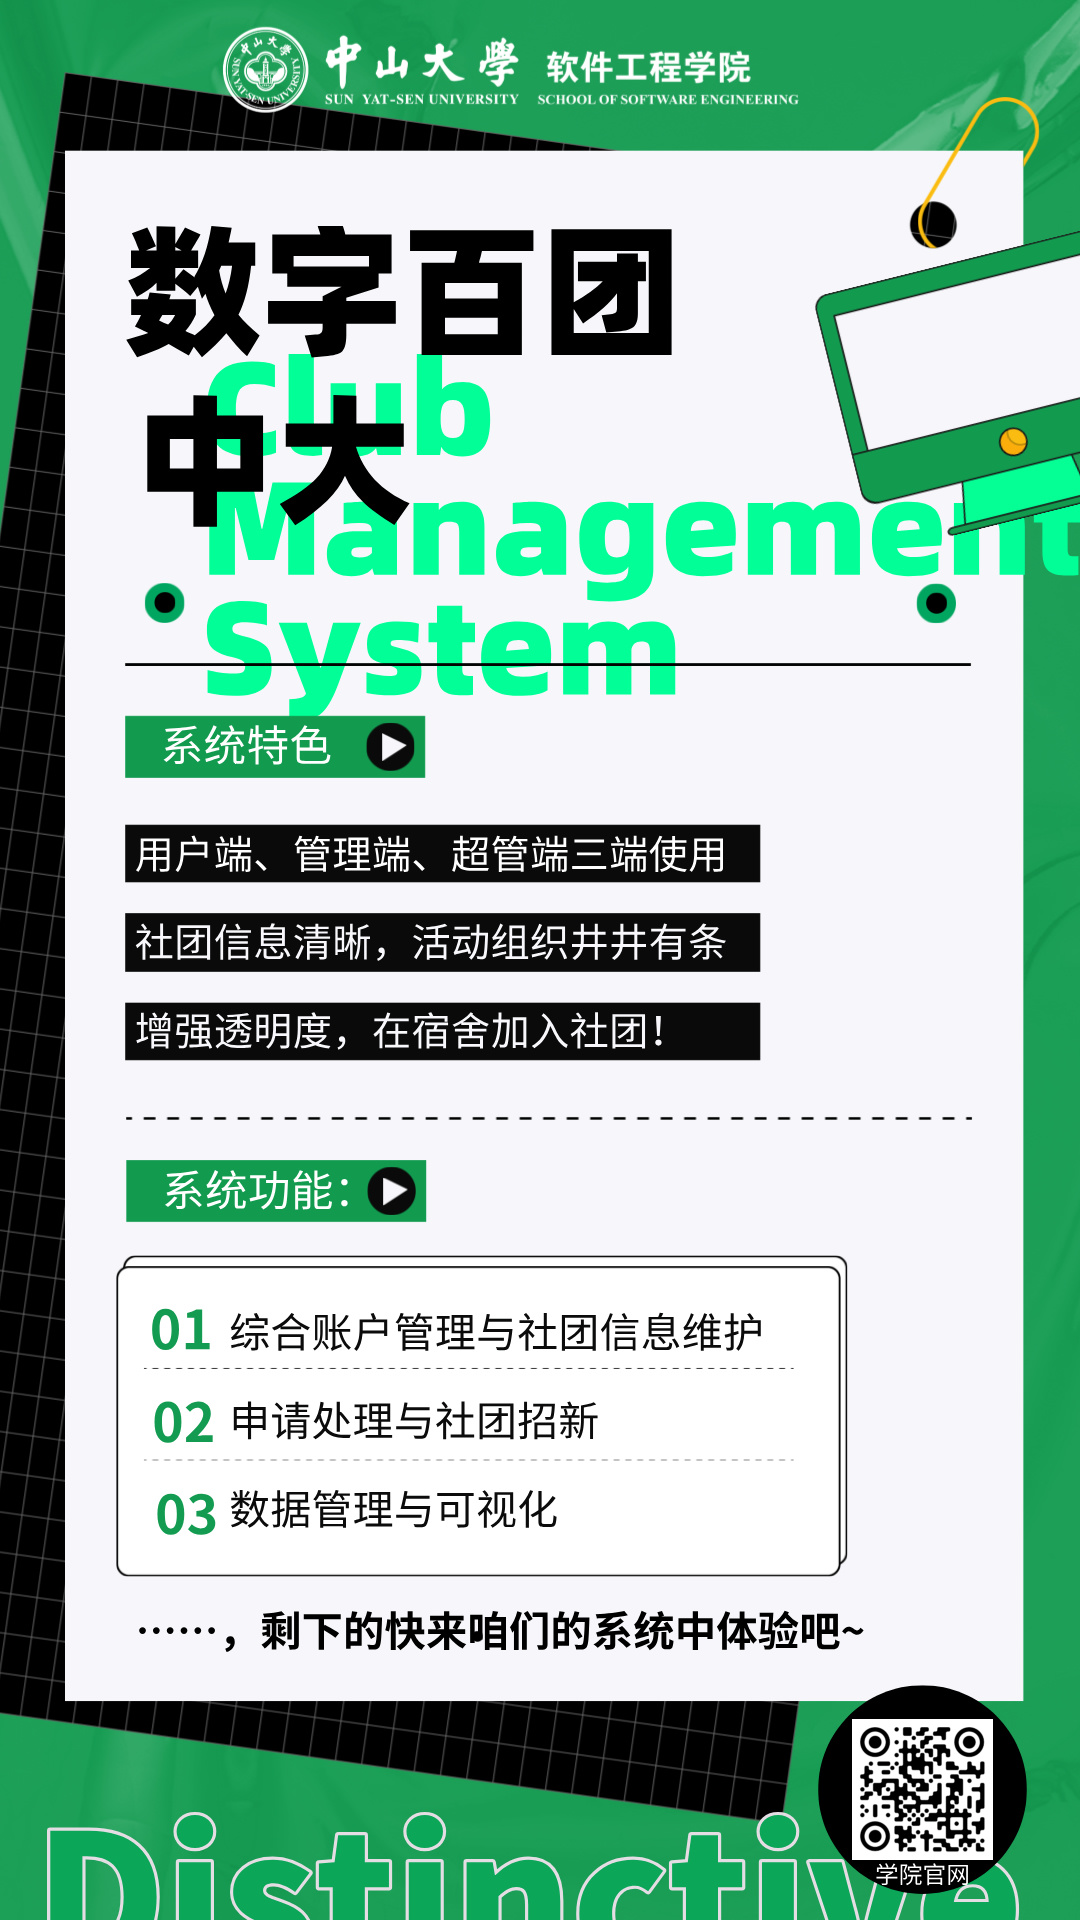 中山大學 软件工程学院
SUN YAT-SEN UNIVERSITY SCHOOL OF SOFTWARE ENGINEERING
数字百团
Club
中大
Management
System
系统特色
用户端、管理端、超管端三端使用
社团信息清晰，活动组织井井有条
增强透明度，在宿舍加入社团！
系统功能：
01 综合账户管理与社团信息维护
02 申请处理与社团招新
03 数据管理与可视化
……，剩下的快来咱们的系统中体验吧~
学院官网
Distinctive